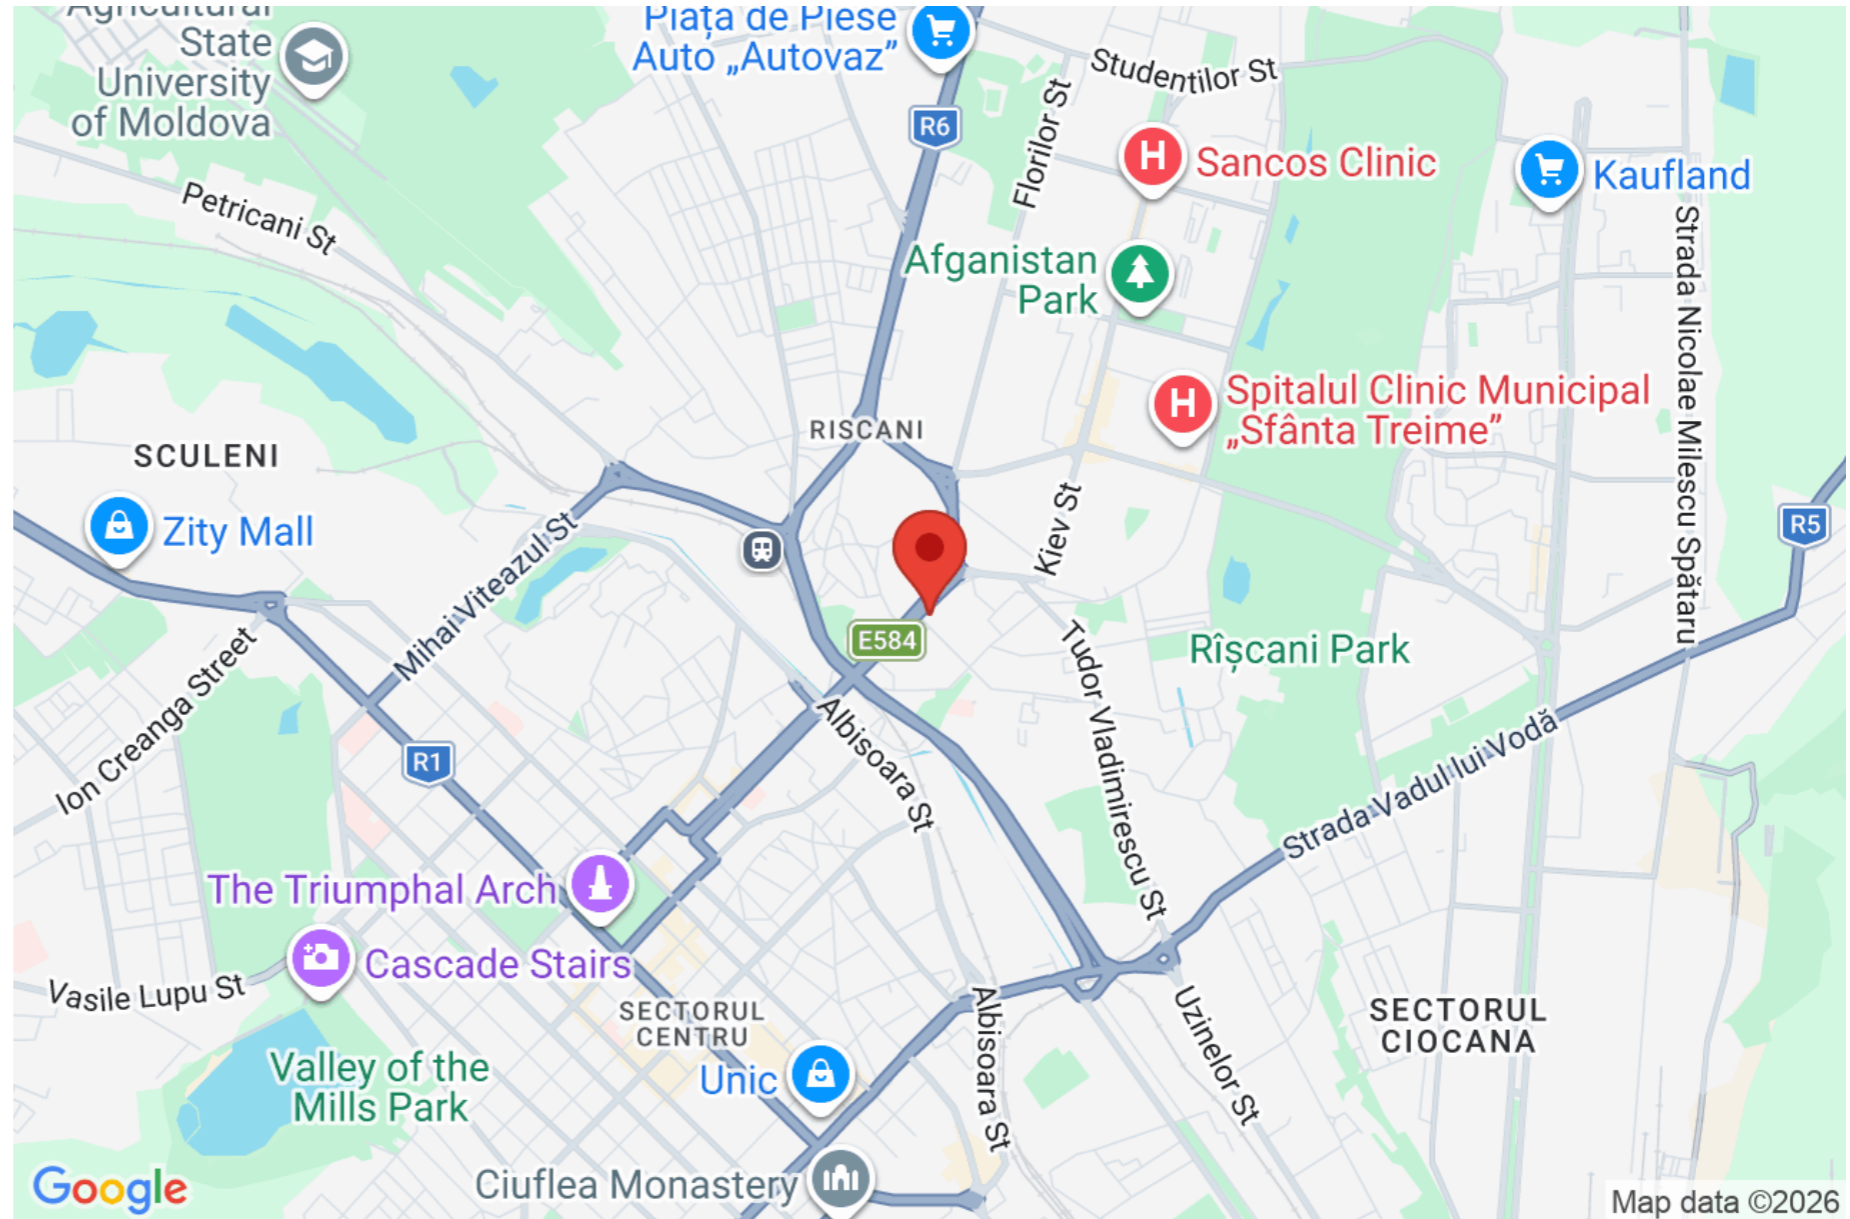 Agricultural
State
University
of Moldova
Piața de Piese
Auto „Autovaz”
Studentilor St
R6
Florilor St
Sancos Clinic
Kaufland
Petricani St
Afganistan
Park
Strada Nicolae Milescu Spătaru
Spitalul Clinic Municipal
„Sfânta Treime”
RISCANI
SCULENI
Zity Mall
Kiev St
R5
Mihai Viteazul St
E584
Rîșcani Park
Ion Creanga Street
Tudor Vladimirescu St
Albisoara St
R1
Strada Vadul lui Vodă
The Triumphal Arch
Cascade Stairs
Vasile Lupu St
SECTORUL
CENTRU
Albisoara St
Uzinelor St
SECTORUL
CIOCANA
Valley of the
Mills Park
Unic
Ciuflea Monastery
Google
Map data ©2026